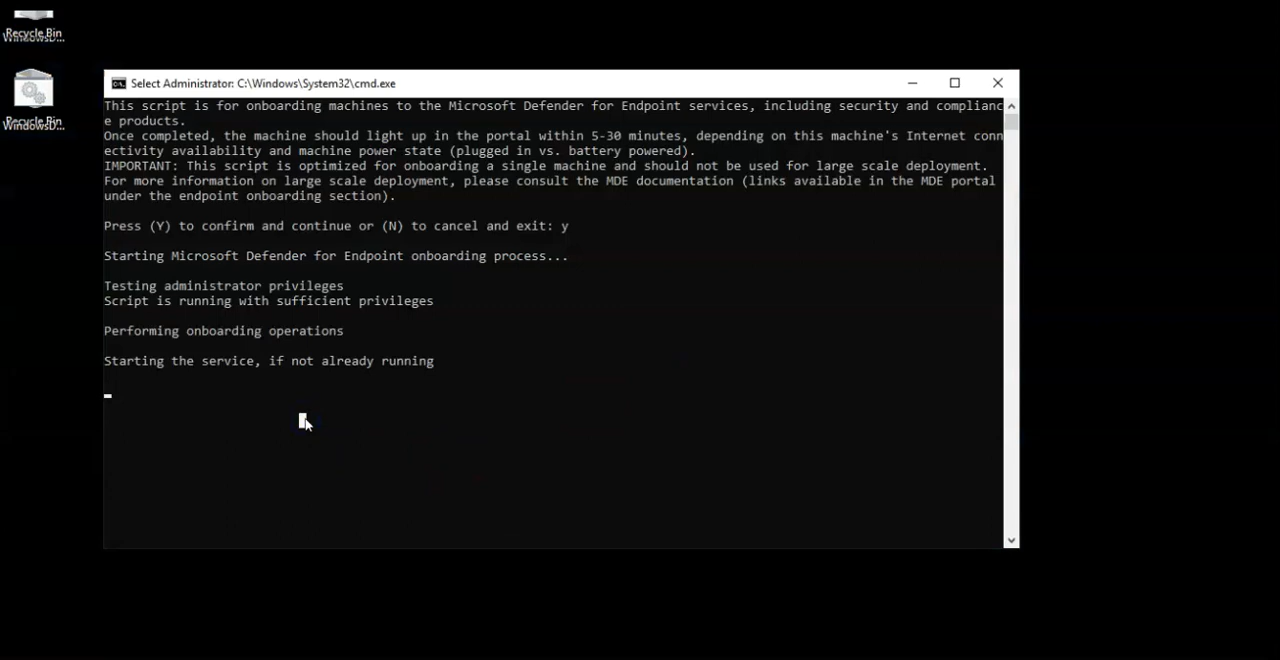 Recycle Bin
WindowsD...
Recycle Bin
WindowsD...
Select Administrator: C:\Windows\System32\cmd.exe
This script is for onboarding machines to the Microsoft Defender for Endpoint services, including security and complianc
e products.
Once completed, the machine should light up in the portal within 5-30 minutes, depending on this machine's Internet conn
ectivity availability and machine power state (plugged in vs. battery powered).
IMPORTANT: This script is optimized for onboarding a single machine and should not be used for large scale deployment.
For more information on large scale deployment, please consult the MDE documentation (links available in the MDE portal
under the endpoint onboarding section).
Press (Y) to confirm and continue or (N) to cancel and exit: y
Starting Microsoft Defender for Endpoint onboarding process...
Testing administrator privileges
Script is running with sufficient privileges
Performing onboarding operations
Starting the service, if not already running